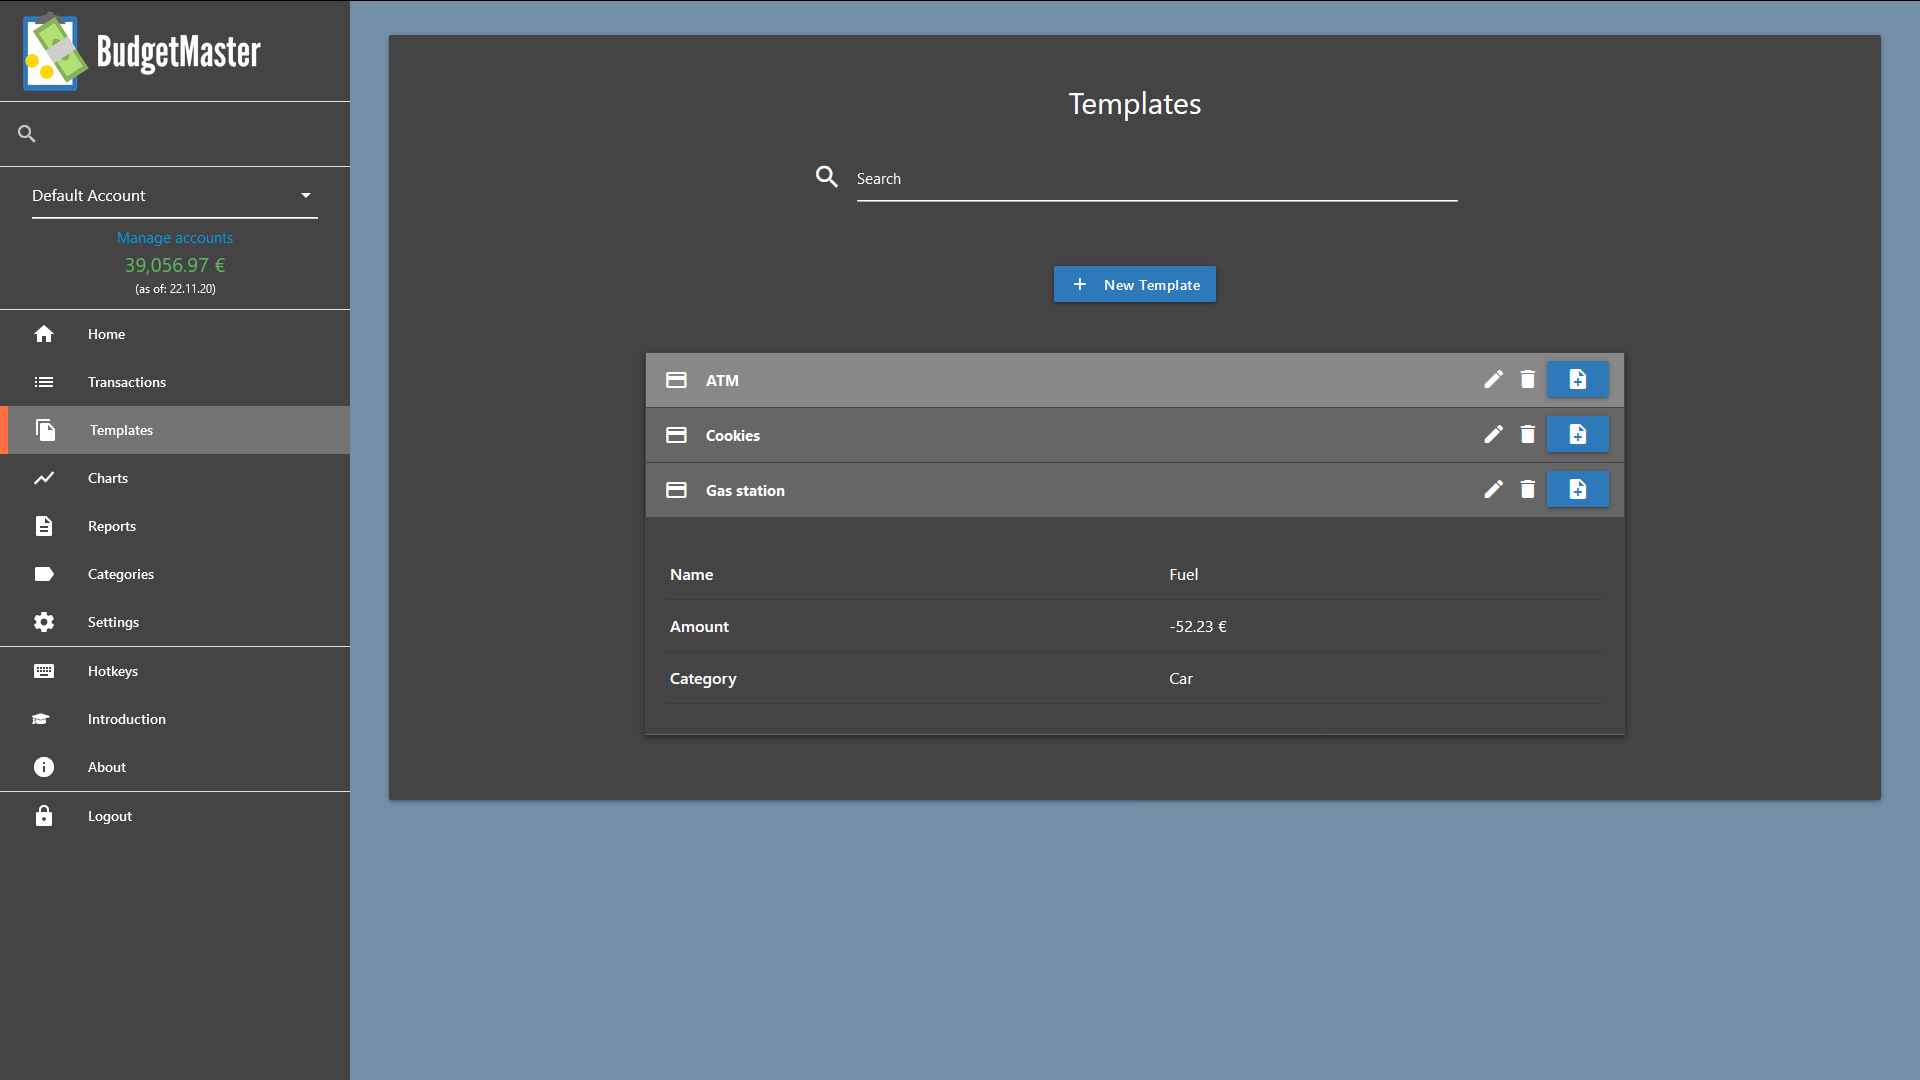 BudgetMaster
Default Account
Manage accounts
39,056.97 €
(as of: 22.11.20)
Home
Transactions
Templates
Charts
Reports
Categories
Settings
Hotkeys
Introduction
About
Logout
Templates
Search
New Template
ATM
Cookies
Gas station
Name Fuel
Amount -52.23 €
Category Car